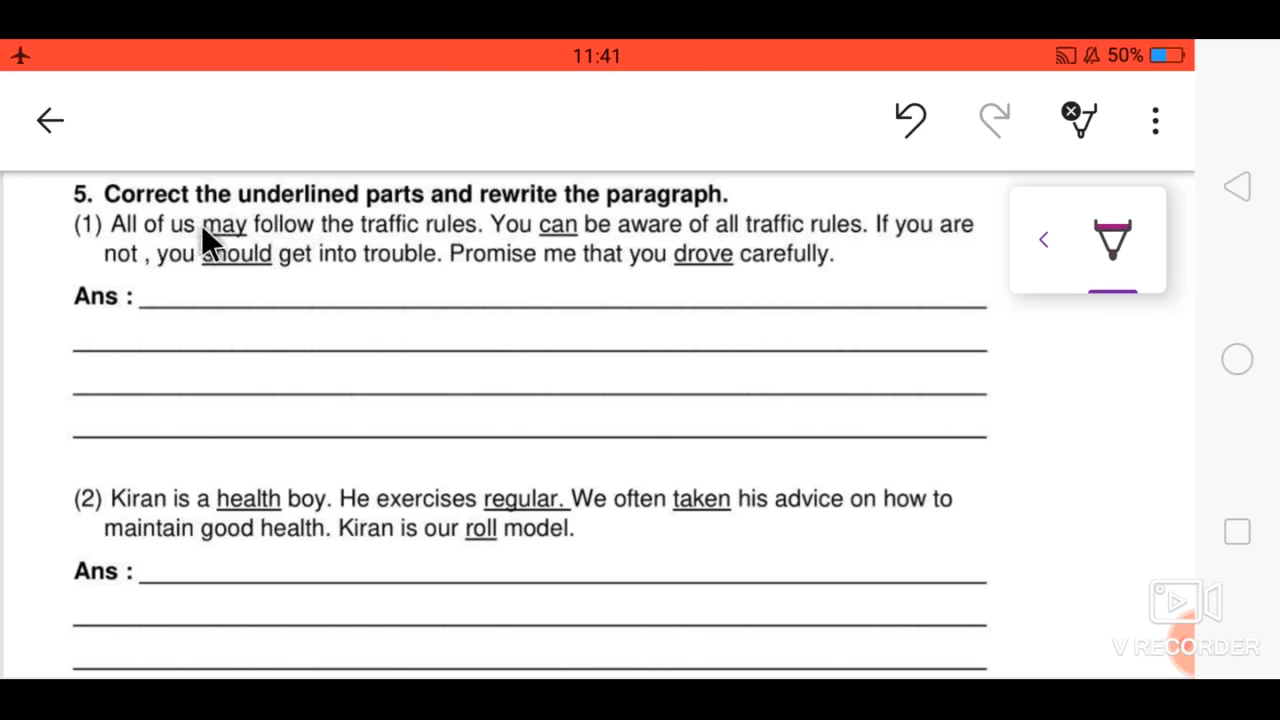 11:41
50%
5. Correct the underlined parts and rewrite the paragraph.
(1) All of us may follow the traffic rules. You can be aware of all traffic rules. If you are
not , you should get into trouble. Promise me that you drove carefully.
Ans :
(2) Kiran is a health boy. He exercises regular. We often taken his advice on how to
maintain good health. Kiran is our roll model.
Ans :
V RECORDER